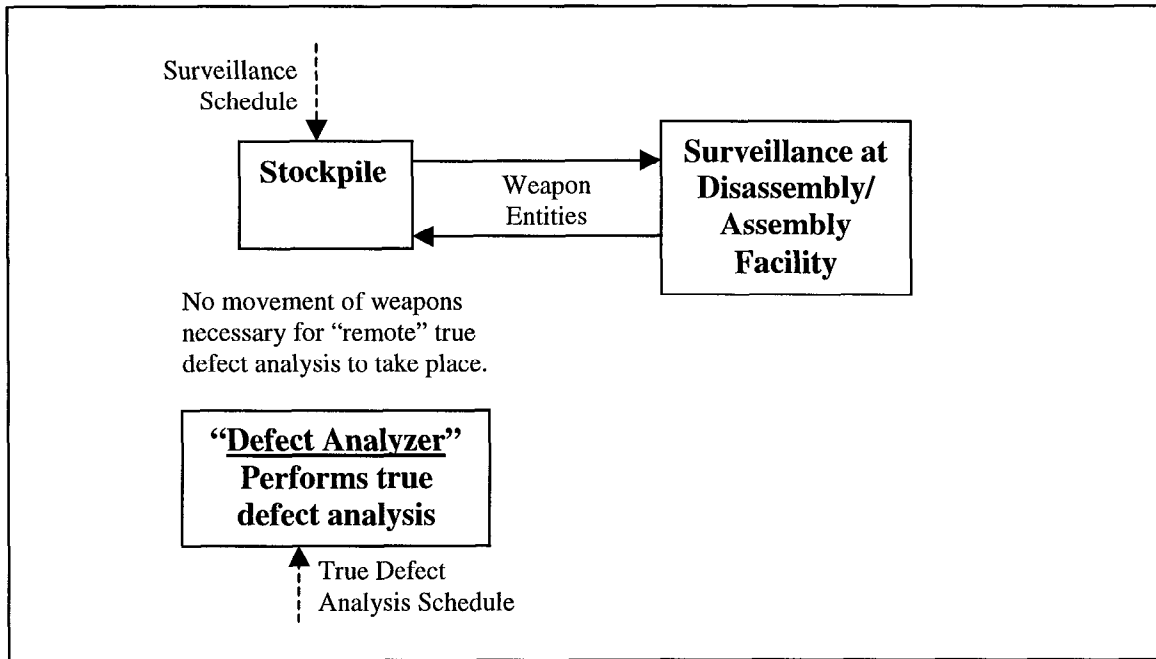 Surveillance
Schedule
Stockpile
Weapon
Entities
Surveillance at
Disassembly/
Assembly
Facility
No movement of weapons
necessary for “remote” true
defect analysis to take place.
“Defect Analyzer”
Performs true
defect analysis
True Defect
Analysis Schedule